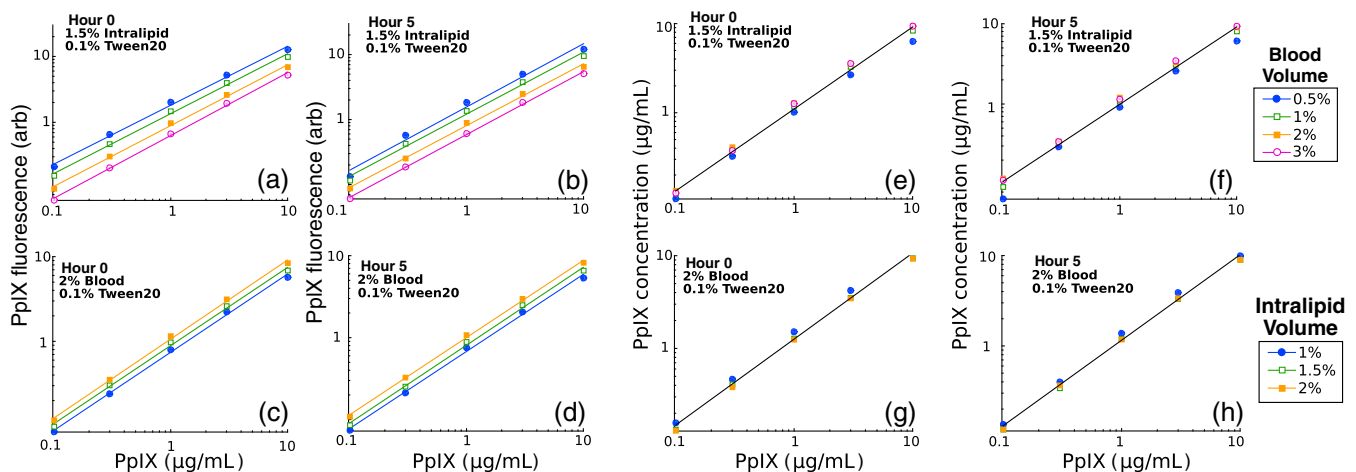 Hour 0
1.5% Intralipid
0.1% Tween20
10
1
0.1
1
10
(a)
PpIX fluorescence (arb)
Hour 5
1.5% Intralipid
0.1% Tween20
10
1
0.1
1
10
(b)
PpIX fluorescence (arb)
Hour 0
1.5% Intralipid
0.1% Tween20
10
1
0.1
0.1
1
10
(e)
PpIX concentration (µg/mL)
Hour 5
1.5% Intralipid
0.1% Tween20
10
1
0.1
1
10
(f)
PpIX concentration (µg/mL)
Blood
Volume
0.5%
1%
2%
3%
Hour 0
2% Blood
0.1% Tween20
10
1
0.1
1
10
(c)
PpIX (µg/mL)
Hour 5
2% Blood
0.1% Tween20
10
1
0.1
1
10
(d)
PpIX (µg/mL)
Hour 0
2% Blood
0.1% Tween20
10
1
0.1
1
10
(g)
PpIX (µg/mL)
Hour 5
2% Blood
0.1% Tween20
10
1
0.1
1
10
(h)
PpIX (µg/mL)
Intralipid
Volume
1%
1.5%
2%